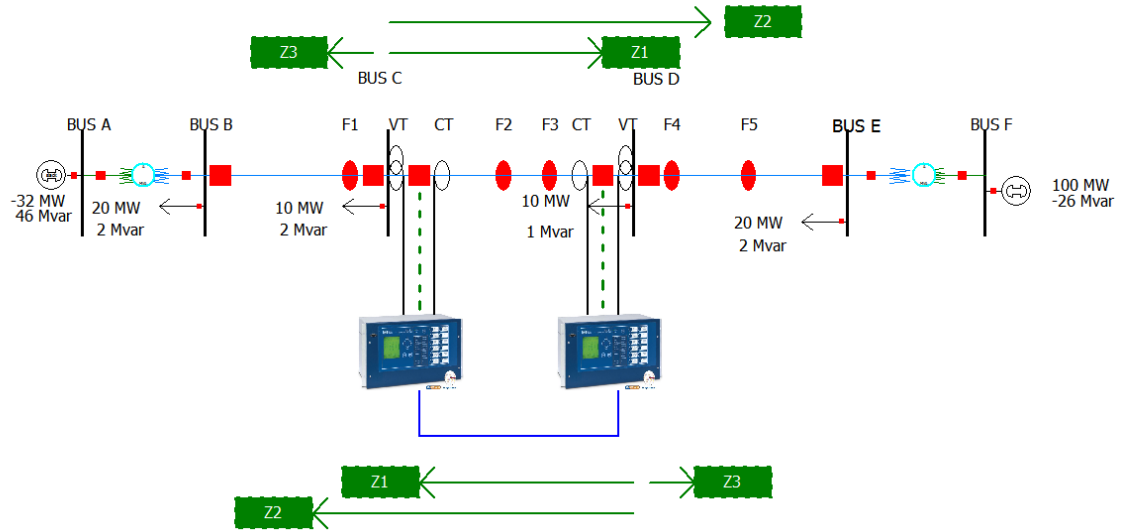 Z2
Z3
Z1
BUS C
BUS D
BUS A
BUS B
F1
VT
CT
F2
F3
CT
VT
F4
F5
BUS E
BUS F
-32 MW
46 Mvar
20 MW
2 Mvar
10 MW
2 Mvar
10 MW
1 Mvar
20 MW
2 Mvar
100 MW
-26 Mvar
Z1
Z3
Z2